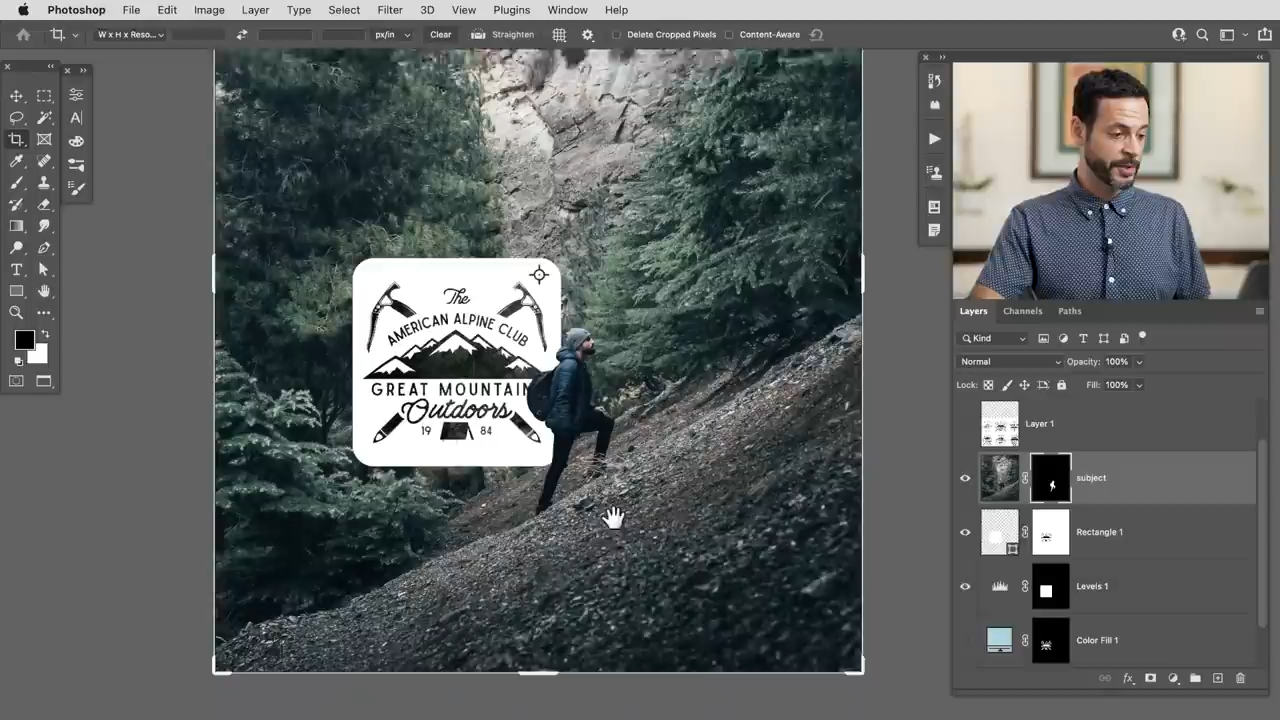 Photoshop File Edit Image Layer Type Select Filter 3D View Plugins Window Help
W x H x Reso... px/in Clear Straighten Delete Cropped Pixels Content-Aware
The
AMERICAN ALPINE CLUB
GREAT MOUNTAIN
Outdoors
19 84
Layers Channels Paths
Kind
Normal Opacity: 100%
Lock: Fill: 100%
Layer 1
subject
Rectangle 1
Levels 1
Color Fill 1